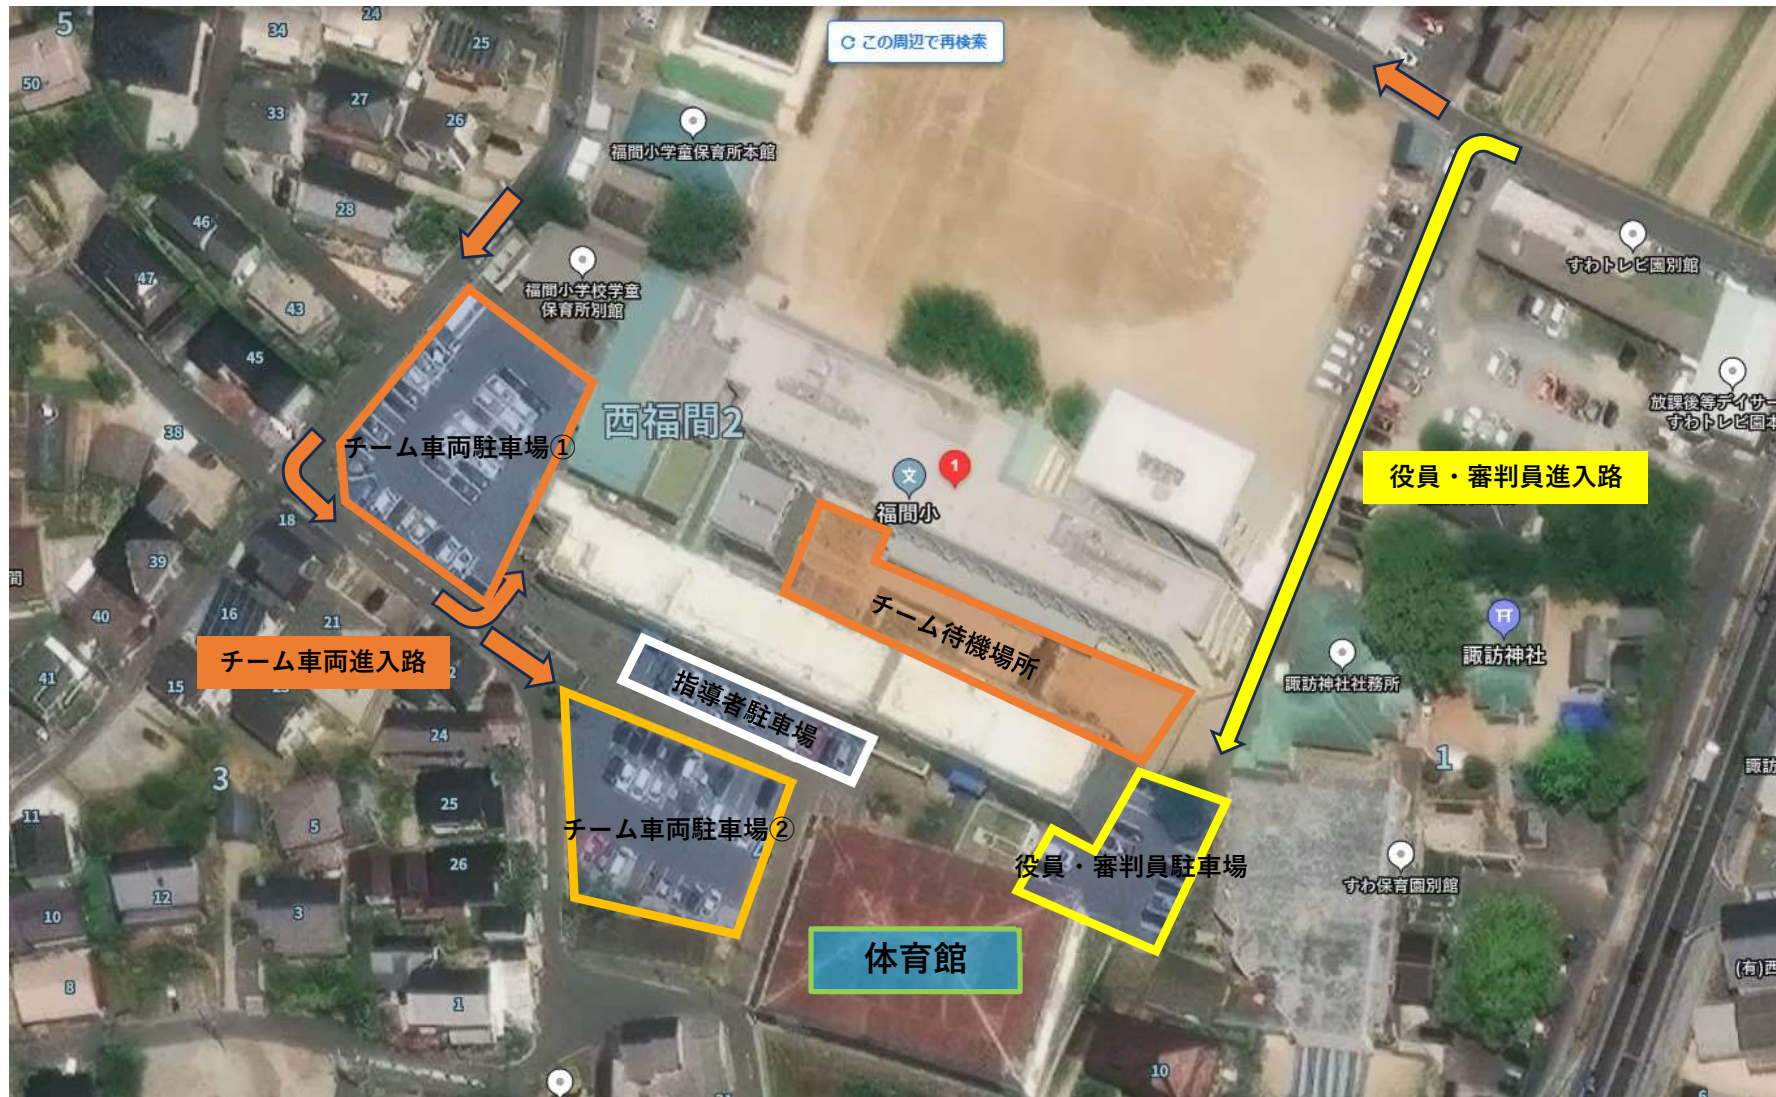 5
34
24
25
50
33
27
26
この周辺で再検索
福間小学童保育所本館
28
46
47
43
45
福間小学校学童
保育所別館
すわトレピ園別館
放課後等デイサー
すわトレピ園本
西福間2
チーム車両駐車場①
38
文
1
福間小
役員・審判員進入路
18
39
間
40
16
21
チーム待機場所
諏訪神社
諏訪神社社務所
チーム車両進入路
41
15
指導者駐車場
24
3
1
諏訪
25
11
5
チーム車両駐車場②
26
役員・審判員駐車場
すわ保育園別館
12
10
3
体育館
(有)西
8
1
10